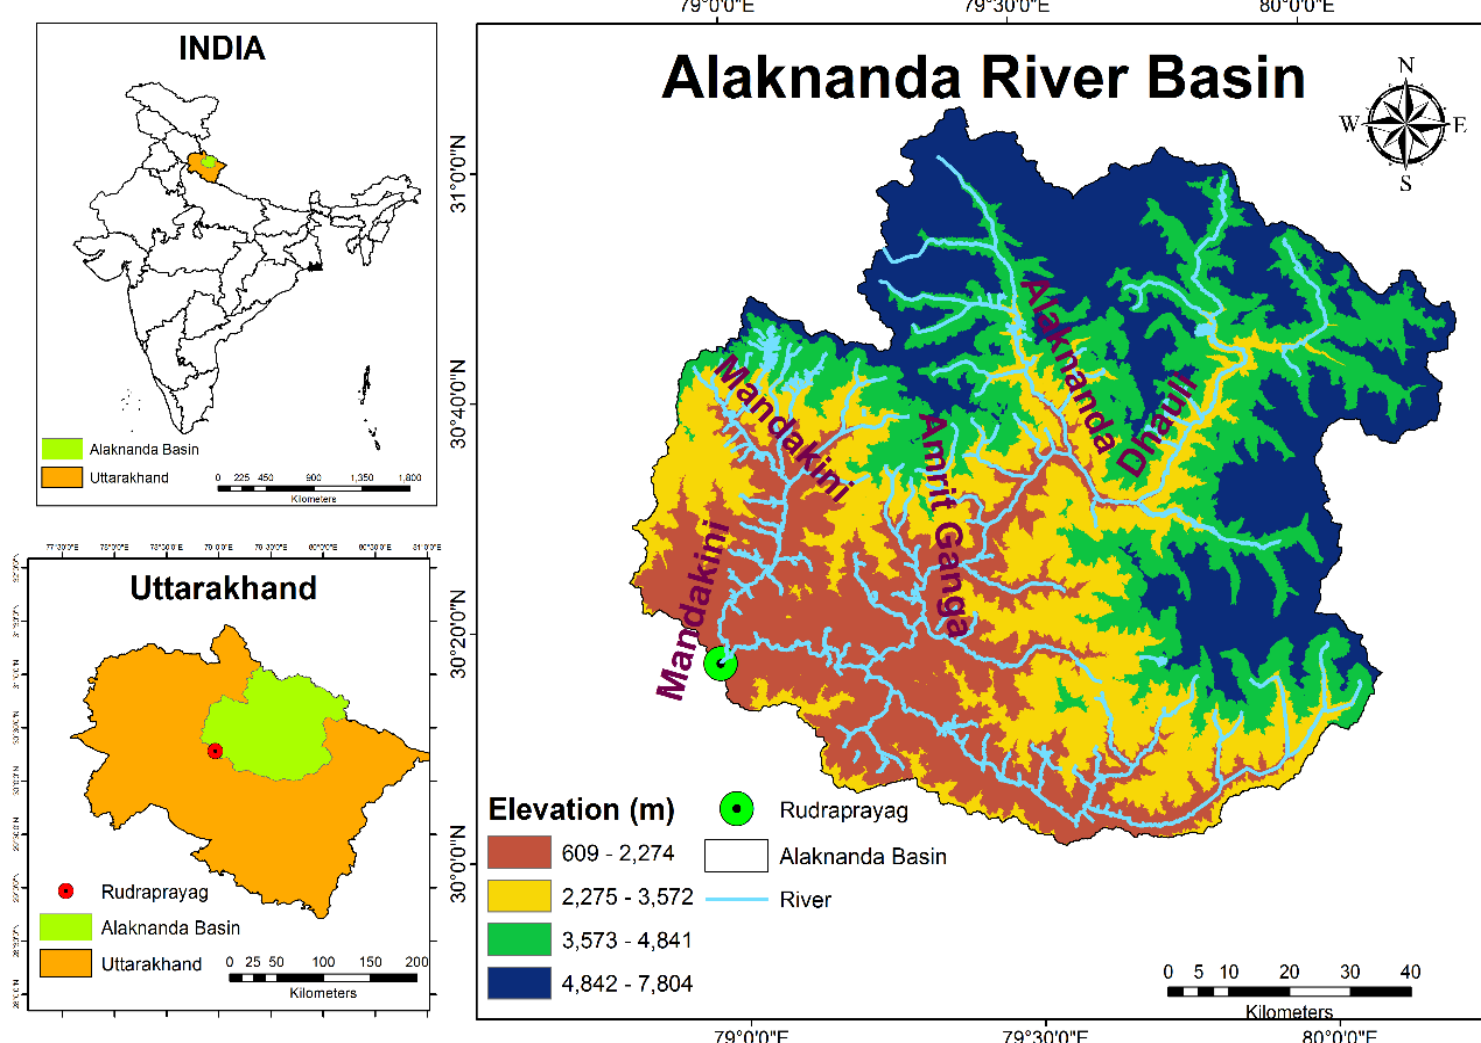 INDIA
Alaknanda Basin
Uttarakhand
0 225 450 900 1,350 1,800
Kilometers
Uttarakhand
Rudraprayag
Alaknanda Basin
Uttarakhand
0 25 50 100 150 200
Kilometers
79°0'0"E 79°30'0"E 80°0'0"E
Alaknanda River Basin
N
W E
S
31°0'0"N
30°40'0"N
30°20'0"N
30°0'0"N
Alaknanda
Mandakini
Dhauli
Amrit Ganga
Mandakini
Elevation (m)
609 - 2,274
2,275 - 3,572
3,573 - 4,841
4,842 - 7,804
Rudraprayag
Alaknanda Basin
River
0 5 10 20 30 40
Kilometers
79°0'0"E 79°30'0"E 80°0'0"E